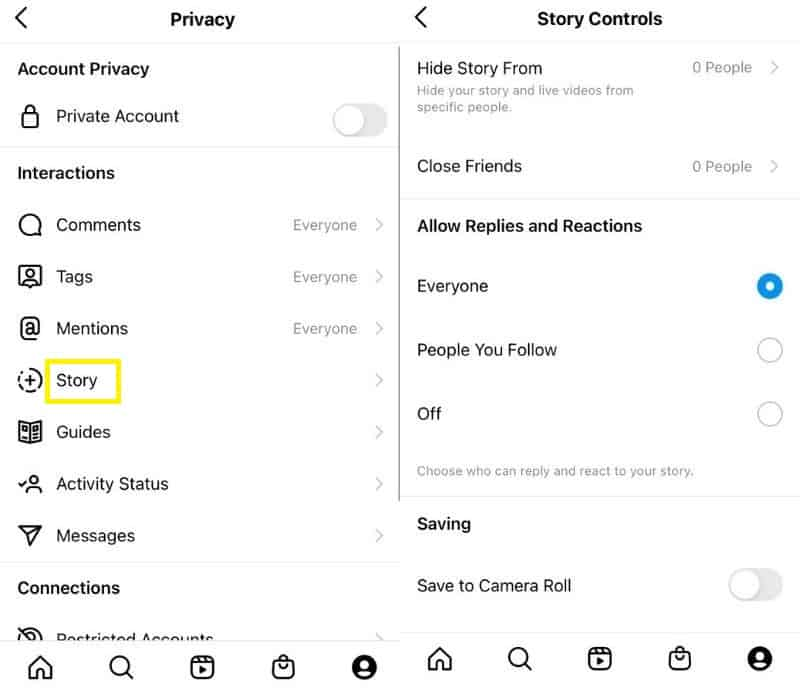 Privacy
Account Privacy
Private Account
Interactions
Comments Everyone
Tags Everyone
Mentions Everyone
Story
Guides
Activity Status
Messages
Connections
Restricted Accounts
Story Controls
Hide Story From 0 People
Hide your story and live videos from
specific people.
Close Friends 0 People
Allow Replies and Reactions
Everyone
People You Follow
Off
Choose who can reply and react to your story.
Saving
Save to Camera Roll